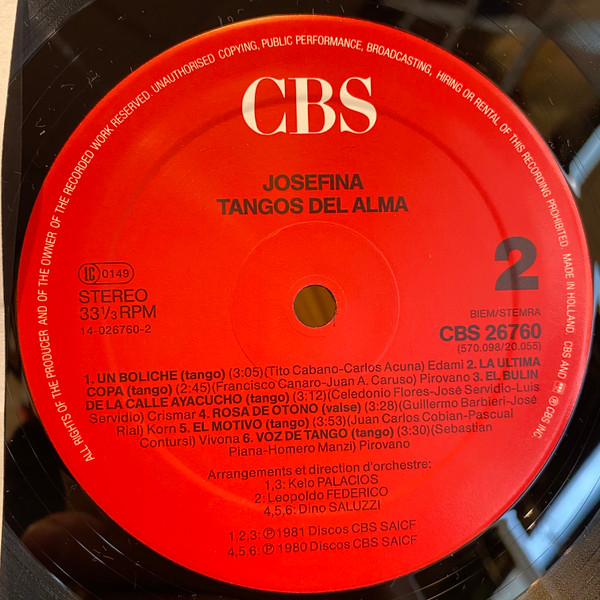 ALL RIGHTS OF THE PRODUCER AND OF THE OWNER OF THE RECORDED WORK RESERVED. UNAUTHORISED COPYING, PUBLIC PERFORMANCE, BROADCASTING, HIRING OR RENTAL OF THIS RECORDING PROHIBITED. MADE IN HOLLAND. CBS AND ® CBS INC.
CBS
JOSEFINA
TANGOS DEL ALMA
2
LC 0149
STEREO
33 1/3 RPM
14-026760-2
BIEM/STEMRA
CBS 26760
(570.098/20.055)
1. UN BOLICHE (tango) (3:05)(Tito Cabano-Carlos Acuna) Edami 2. LA ULTIMA
COPA (tango) (2:45)(Francisco Canaro-Juan A. Caruso) Pirovano 3. EL BULIN
DE LA CALLE AYACUCHO (tango) (3:12)(Celedonio Flores-José Servidio-Luis
Servidio) Crismar 4. ROSA DE OTONO (valse) (3:28)(Guillermo Barbieri-José
Rial) Korn 5. EL MOTIVO (tango) (3:53)(Juan Carlos Cobian-Pascual
Contursi) Vivona 6. VOZ DE TANGO (tango) (3:30)(Sebastian
Piana-Homero Manzi) Pirovano
Arrangements et direction d'orchestre:
1,3: Kelo PALACIOS
2: Leopoldo FEDERICO
4,5,6: Dino SALUZZI
1,2,3: ℗ 1981 Discos CBS SAICF
4,5,6: ℗ 1980 Discos CBS SAICF